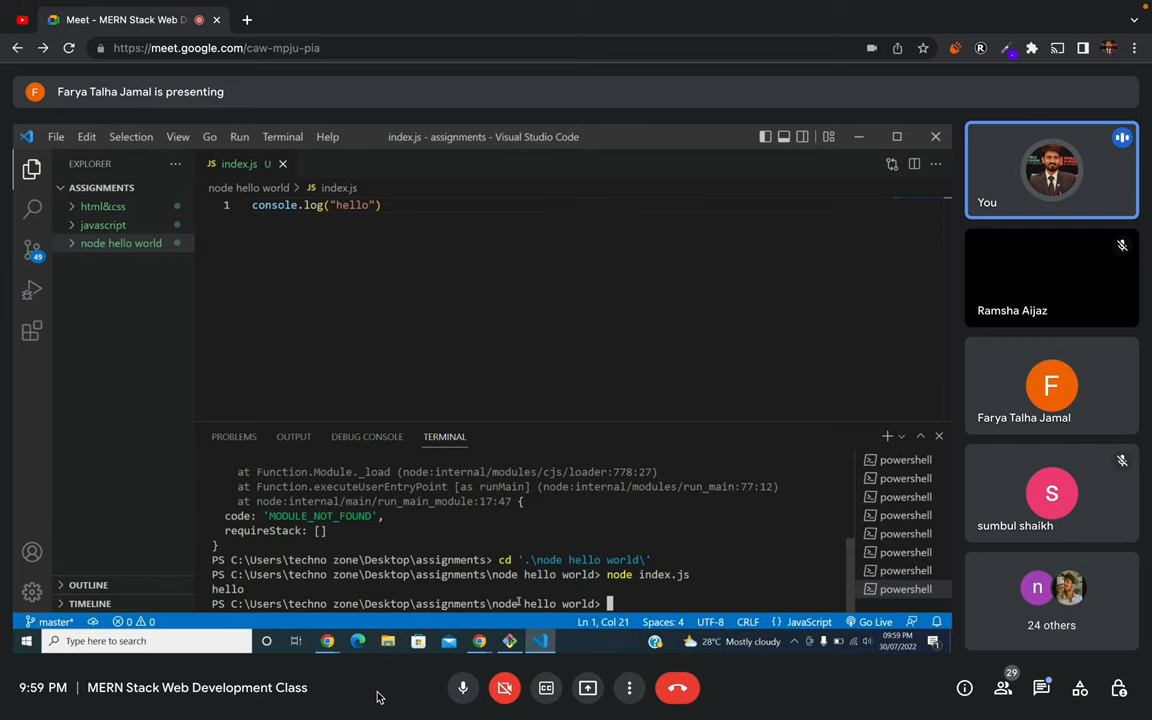 Meet - MERN Stack Web D
https://meet.google.com/caw-mpju-pia
F Farya Talha Jamal is presenting
File Edit Selection View Go Run Terminal Help
index.js - assignments - Visual Studio Code
EXPLORER
ASSIGNMENTS
html&css
javascript
node hello world
OUTLINE
TIMELINE
49
JS index.js U
node hello world > JS index.js
1 console.log("hello")
PROBLEMS OUTPUT DEBUG CONSOLE TERMINAL
at Function.Module._load (node:internal/modules/cjs/loader:778:27)
at Function.executeUserEntryPoint [as runMain] (node:internal/modules/run_main:77:12)
at node:internal/main/run_main_module:17:47 {
code: 'MODULE_NOT_FOUND',
requireStack: []
}
PS C:\Users\techno zone\Desktop\assignments> cd '.\node hello world\'
PS C:\Users\techno zone\Desktop\assignments\node hello world> node index.js
hello
PS C:\Users\techno zone\Desktop\assignments\node hello world>
powershell
powershell
powershell
powershell
powershell
powershell
powershell
powershell
master* 0 0 Ln 1, Col 21 Spaces: 4 UTF-8 CRLF JavaScript Go Live
Type here to search
28°C Mostly cloudy
09:59 PM
30/07/2022
You
Ramsha Aijaz
F
Farya Talha Jamal
S
sumbul shaikh
n
24 others
9:59 PM | MERN Stack Web Development Class
29